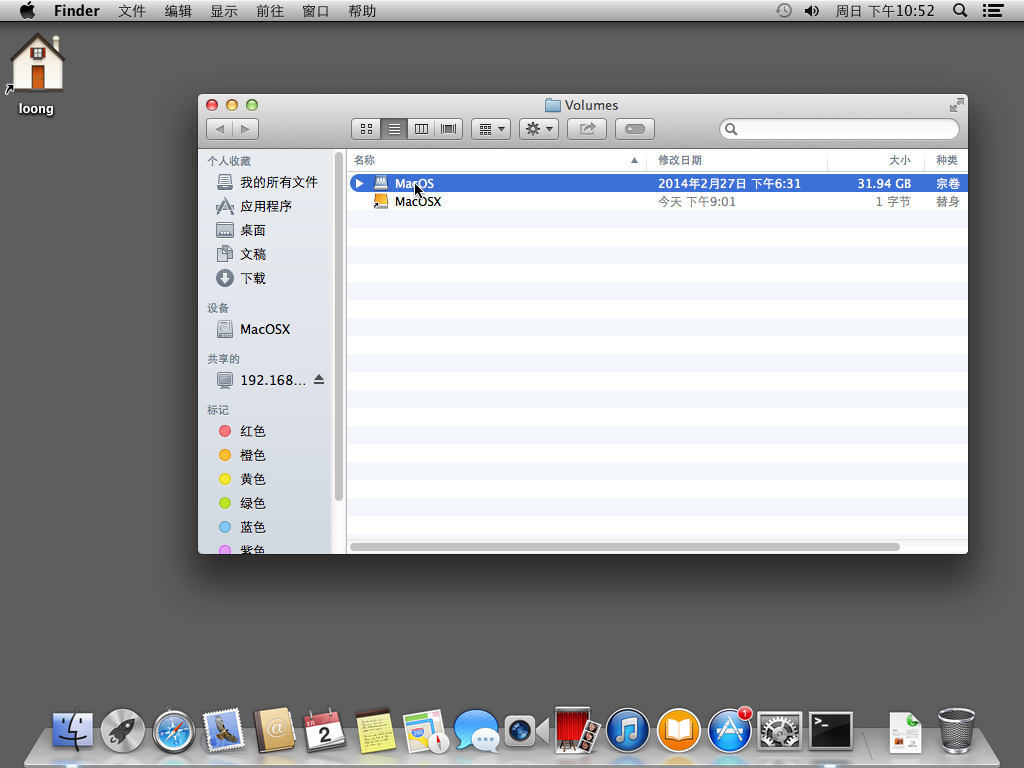 Finder 文件 编辑 显示 前往 窗口 帮助 周日 下午10:52
loong
Volumes
个人收藏
我的所有文件
应用程序
桌面
文稿
下载
设备
MacOSX
共享的
192.168...
标记
红色
橙色
黄色
绿色
蓝色
紫色
名称 修改日期 大小 种类
MacOS 2014年2月27日 下午6:31 31.94 GB 宗卷
MacOSX 今天 下午9:01 1 字节 替身
3月
2
1
>_